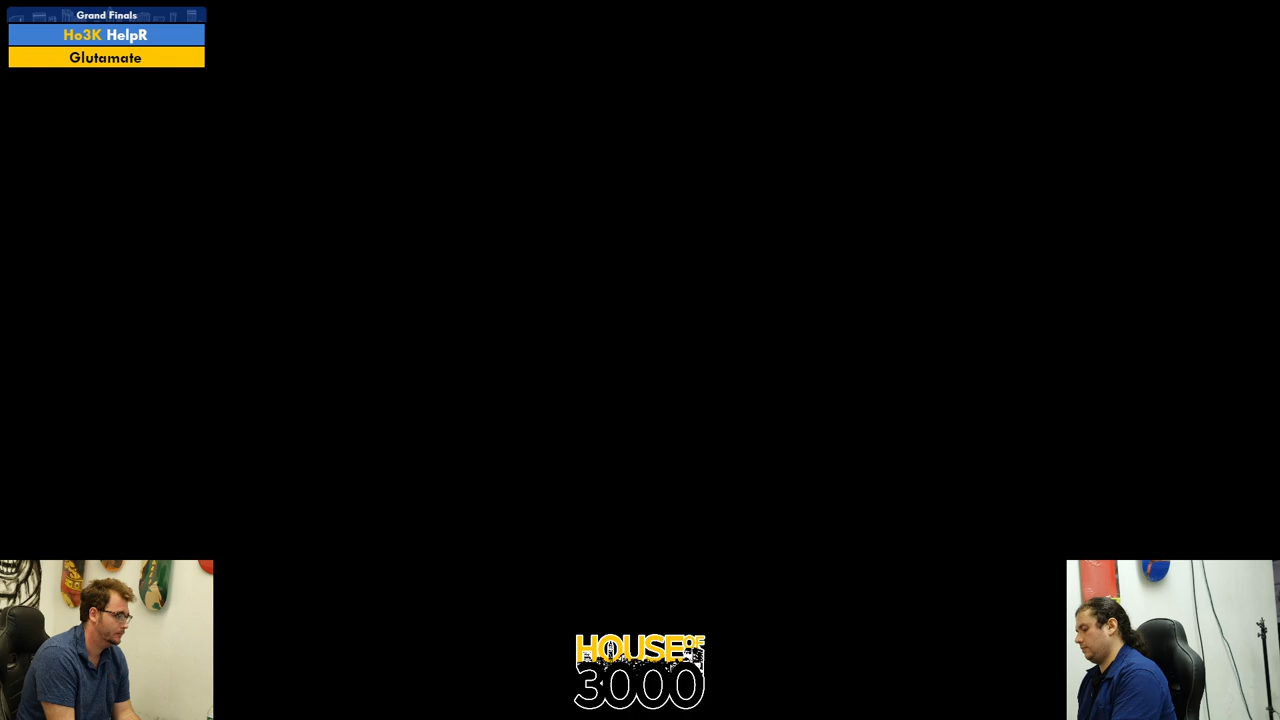 Grand Finals
Ho3K HelpR
Glutamate
HOUSE OF
3000